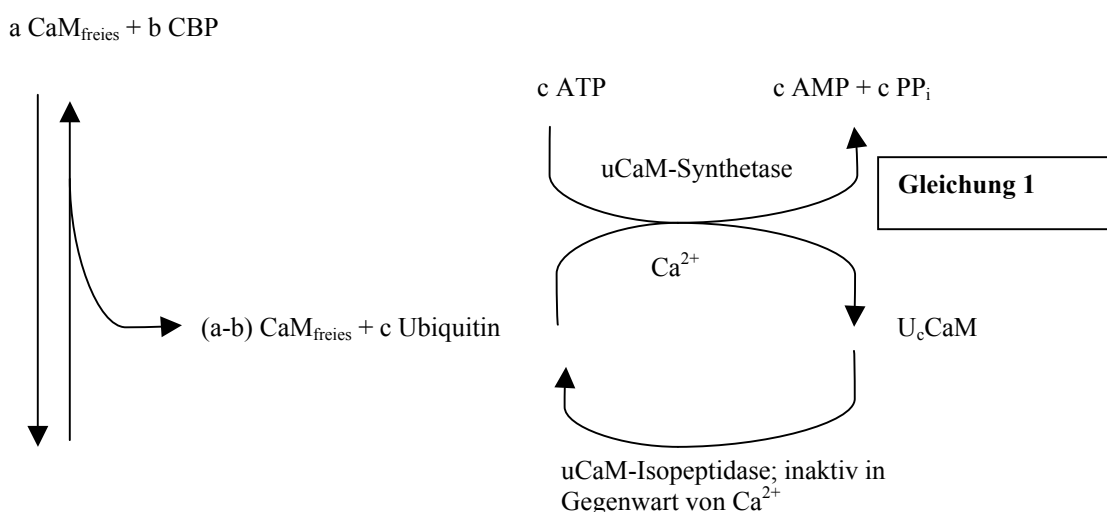 a CaM_freies + b CBP
c ATP
c AMP + c PP_i
uCaM-Synthetase
Gleichung 1
Ca²⁺
(a-b) CaM_freies + c Ubiquitin
U_cCaM
uCaM-Isopeptidase; inaktiv in
Gegenwart von Ca²⁺